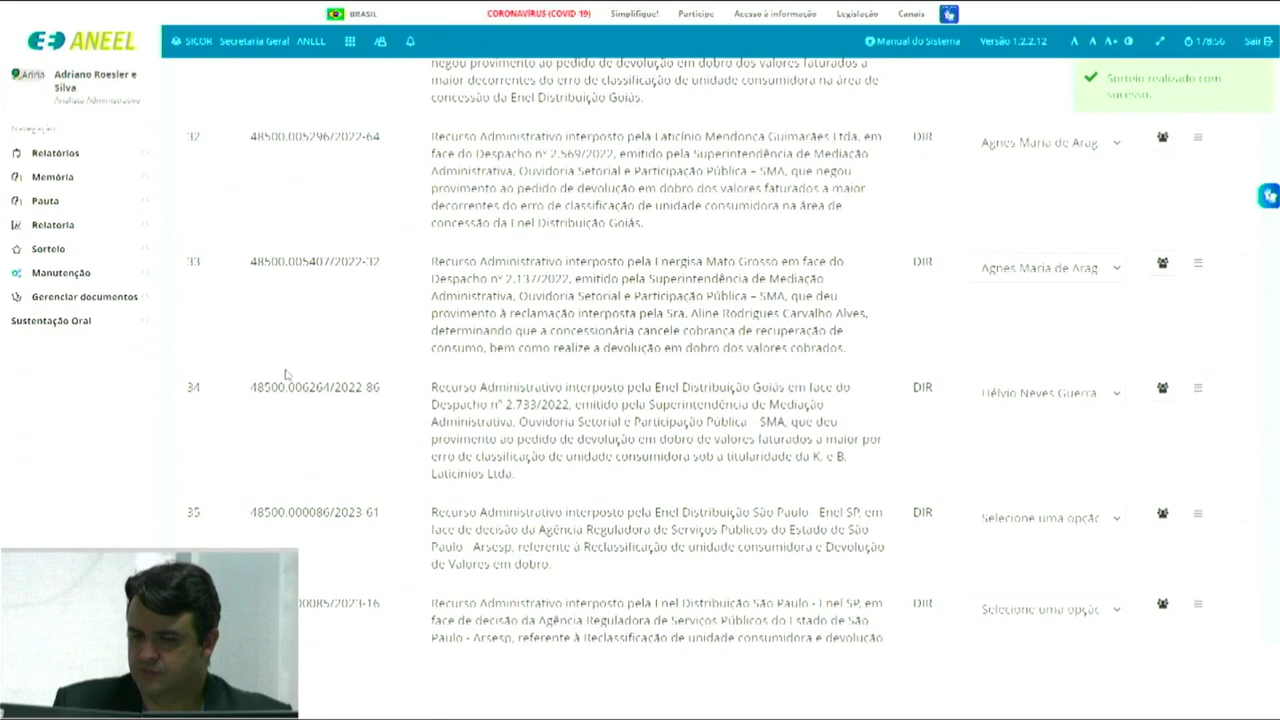 BRASIL
CORONAVÍRUS (COVID-19)
Simplifique!
Participe
Acesso à informação
Legislação
Canais
ANEEL
SICOR
Secretaria Geral
ANEEL
Manual do Sistema
Versão 1.2.2.12
A A A+
178:56
Sair
Adriano Roesler e
Silva
Analista Administrativo
Navegação
Relatórios
Memória
Pauta
Relatoria
Sorteio
Manutenção
Gerenciar documentos
Sustentação Oral
Sorteio realizado com
sucesso.
negou provimento ao pedido de devolução em dobro dos valores faturados a
maior decorrentes do erro de classificação de unidade consumidora na área de
concessão da Enel Distribuição Goiás.
32 48500.005296/2022-64 Recurso Administrativo interposto pela Laticínio Mendonca Guimarães Ltda. em DIR Agnes Maria de Arag
face do Despacho nº 2.569/2022, emitido pela Superintendência de Mediação
Administrativa, Ouvidoria Setorial e Participação Pública – SMA, que negou
provimento ao pedido de devolução em dobro dos valores faturados a maior
decorrentes do erro de classificação de unidade consumidora na área de
concessão da Enel Distribuição Goiás.
33 48500.005407/2022-32 Recurso Administrativo interposto pela Energisa Mato Grosso em face do DIR Agnes Maria de Arag
Despacho nº 2.137/2022, emitido pela Superintendência de Mediação
Administrativa, Ouvidoria Setorial e Participação Pública – SMA, que deu
provimento à reclamação interposta pela Sra. Aline Rodrigues Carvalho Alves,
determinando que a concessionária cancele cobrança de recuperação de
consumo, bem como realize a devolução em dobro dos valores cobrados.
34 48500.006264/2022-86 Recurso Administrativo interposto pela Enel Distribuição Goiás em face do DIR Hélvio Neves Guerra
Despacho nº 2.733/2022, emitido pela Superintendência de Mediação
Administrativa, Ouvidoria Setorial e Participação Pública - SMA, que deu
provimento ao pedido de devolução em dobro de valores faturados a maior por
erro de classificação de unidade consumidora sob a titularidade da K. e B.
Laticínios Ltda.
35 48500.000086/2023-61 Recurso Administrativo interposto pela Enel Distribuição São Paulo - Enel SP, em DIR Selecione uma opçãc
face de decisão da Agência Reguladora de Serviços Públicos do Estado de São
Paulo - Arsesp, referente à Reclassificação de unidade consumidora e Devolução
de Valores em dobro.
00085/2023-16 Recurso Administrativo interposto pela Enel Distribuição São Paulo - Enel SP, em DIR Selecione uma opçãc
face de decisão da Agência Reguladora de Serviços Públicos do Estado de São
Paulo - Arsesp, referente à Reclassificação de unidade consumidora e devolução